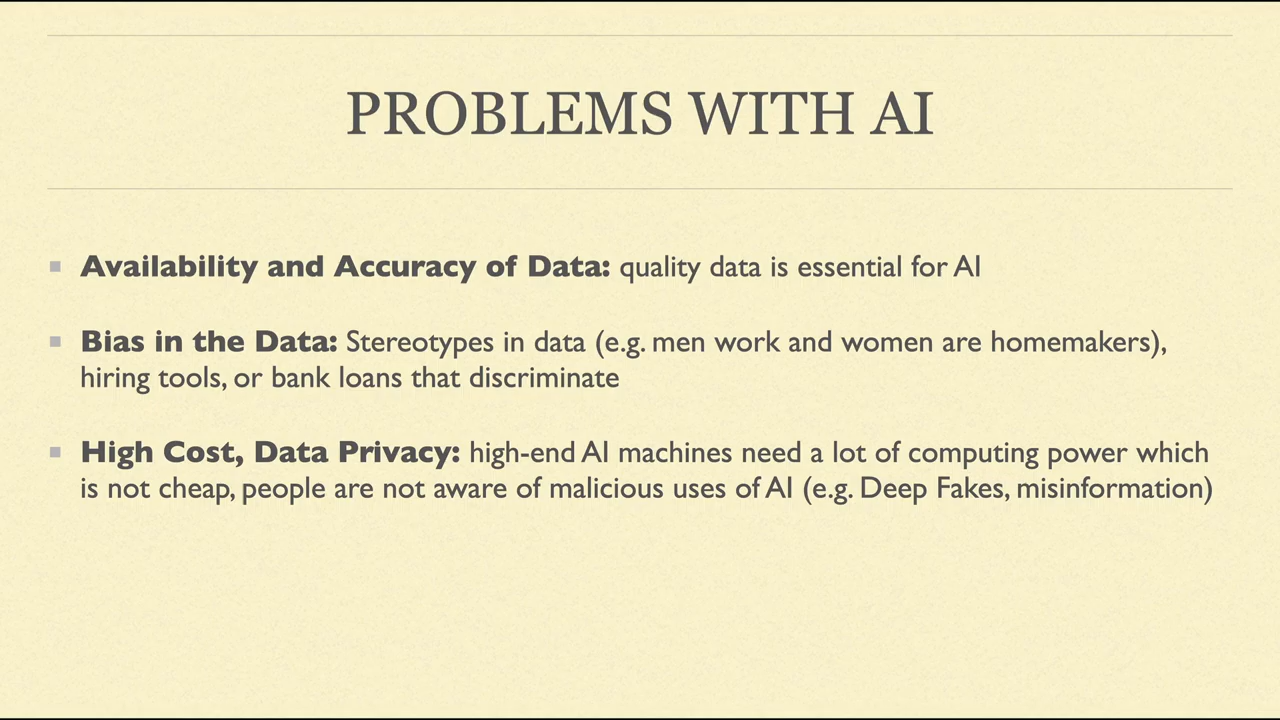 PROBLEMS WITH AI
Availability and Accuracy of Data: quality data is essential for AI
Bias in the Data: Stereotypes in data (e.g. men work and women are homemakers),
hiring tools, or bank loans that discriminate
High Cost, Data Privacy: high-end AI machines need a lot of computing power which
is not cheap, people are not aware of malicious uses of AI (e.g. Deep Fakes, misinformation)